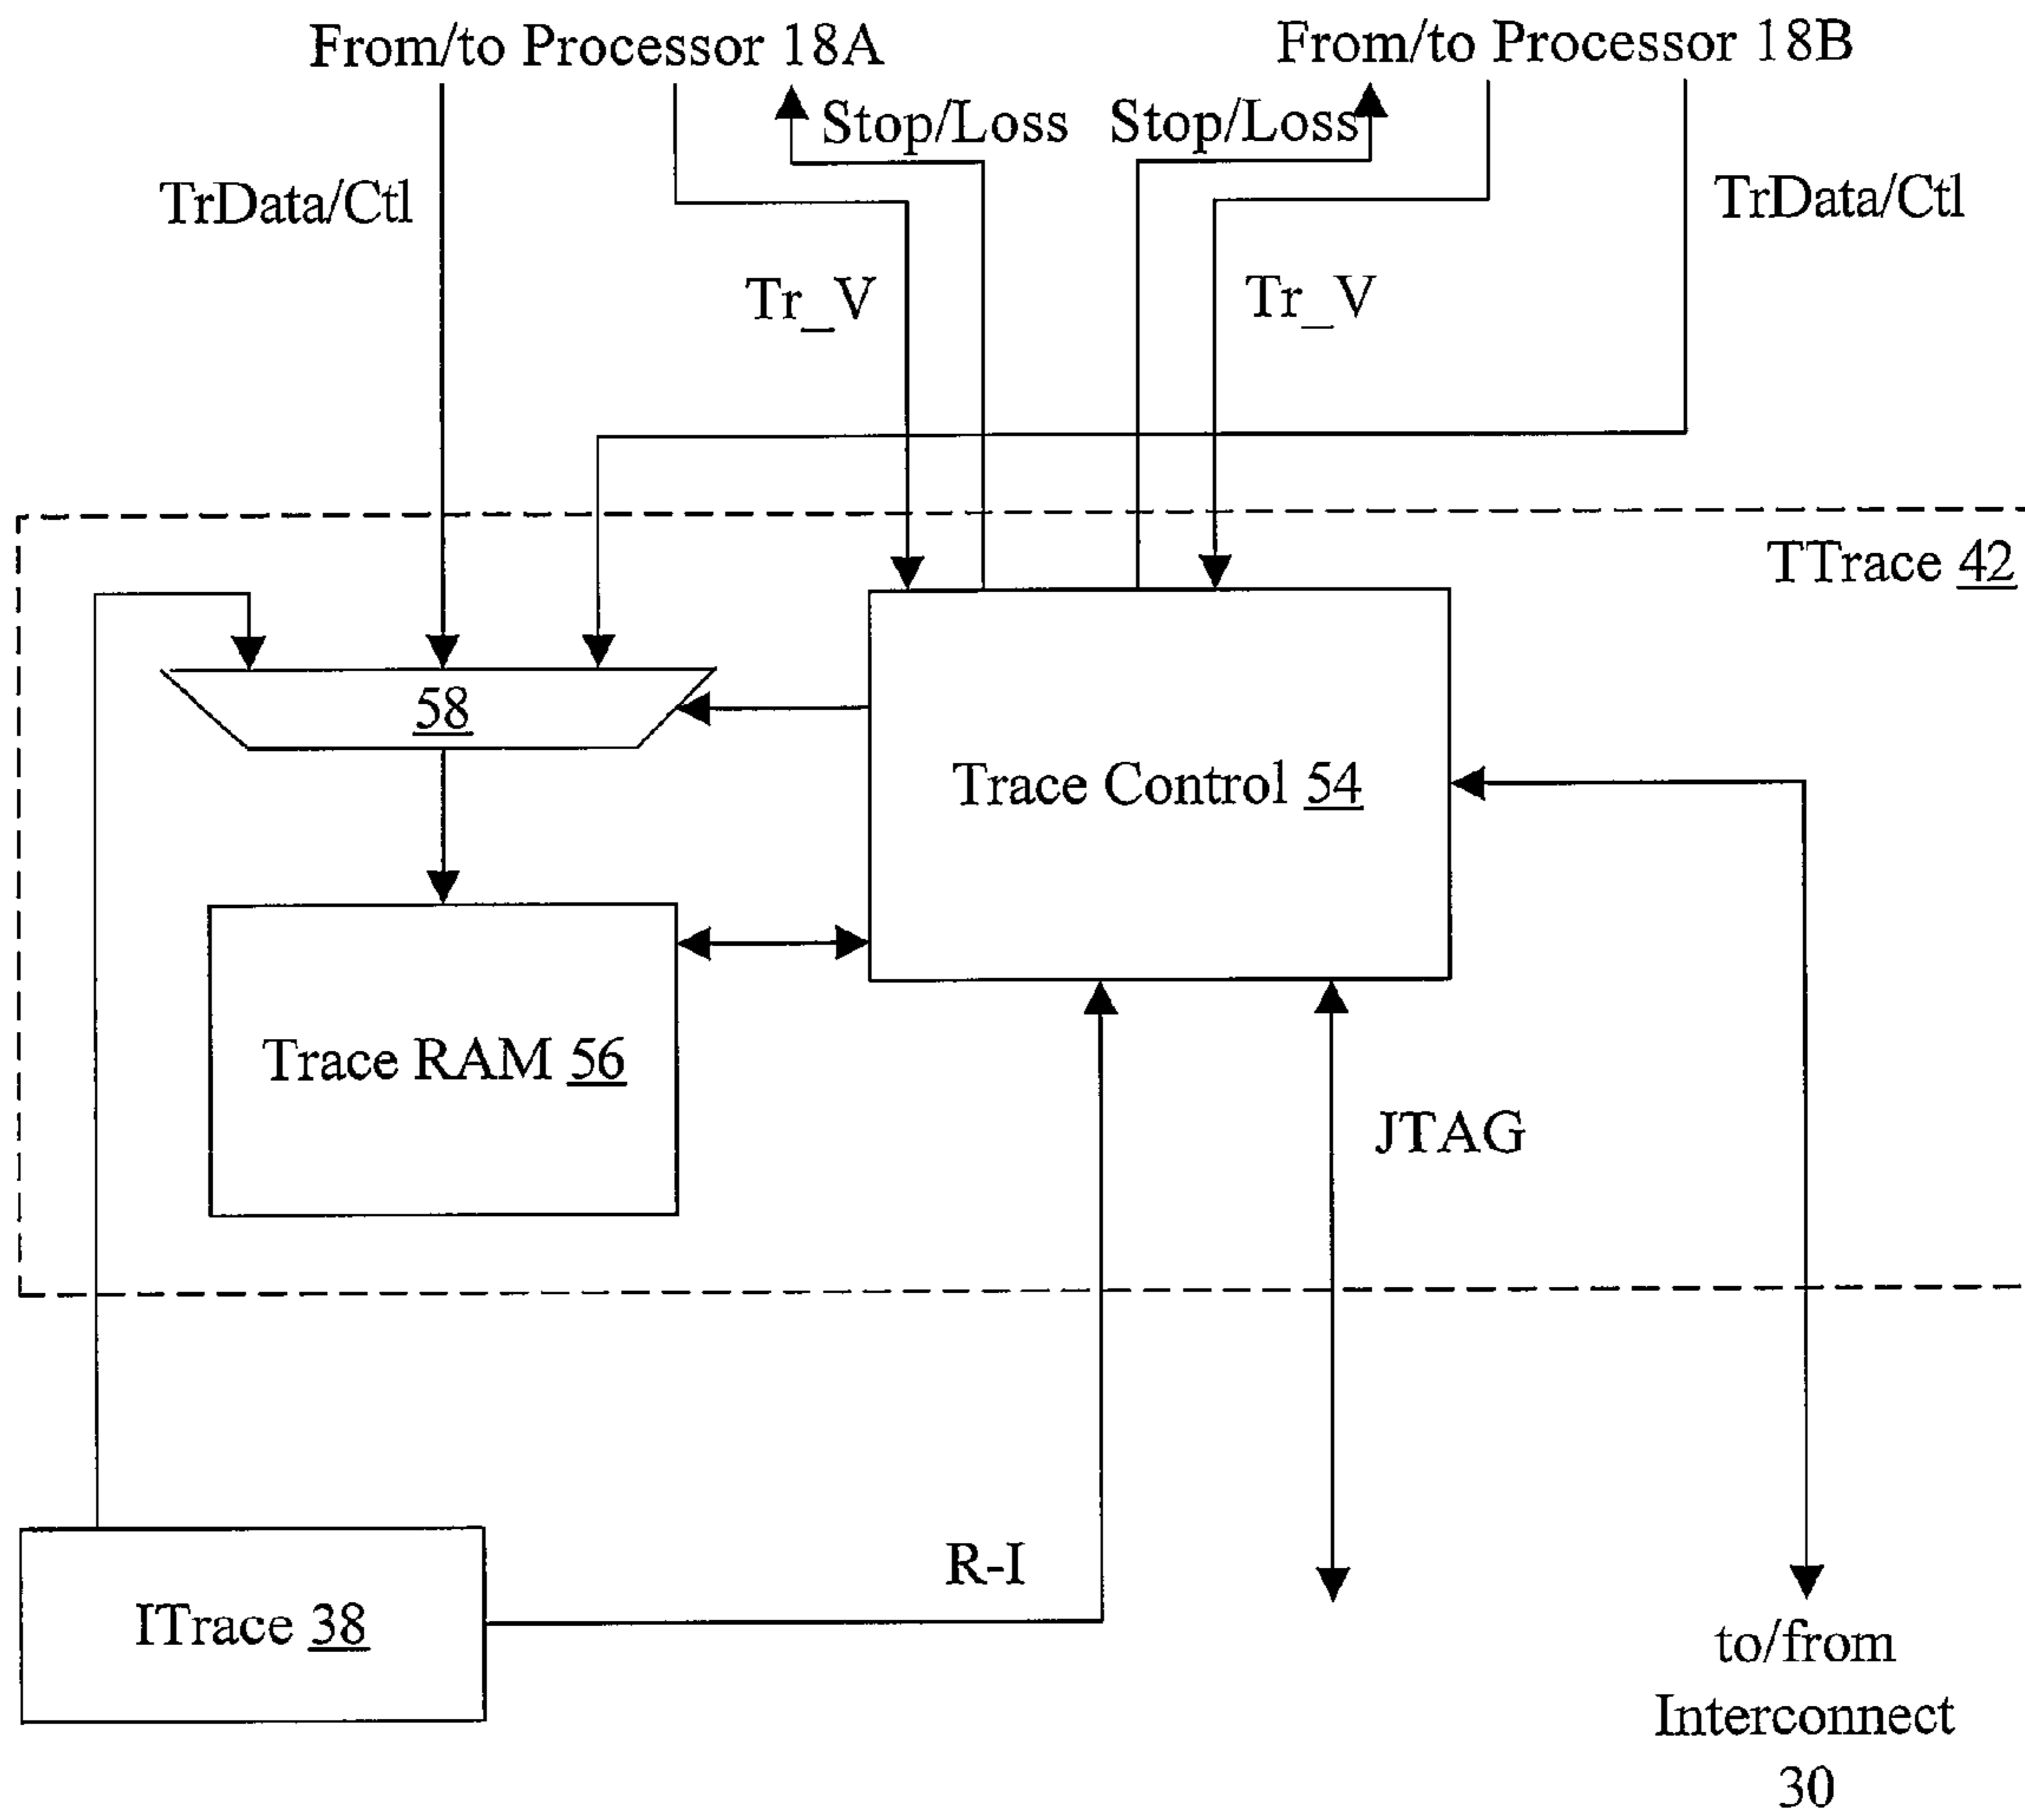 From/to Processor 18A
From/to Processor 18B
Stop/Loss
Stop/Loss
TrData/Ctl
TrData/Ctl
Tr_V
Tr_V
TTrace 42
58
Trace Control 54
Trace RAM 56
JTAG
R-I
ITrace 38
to/from
Interconnect
30